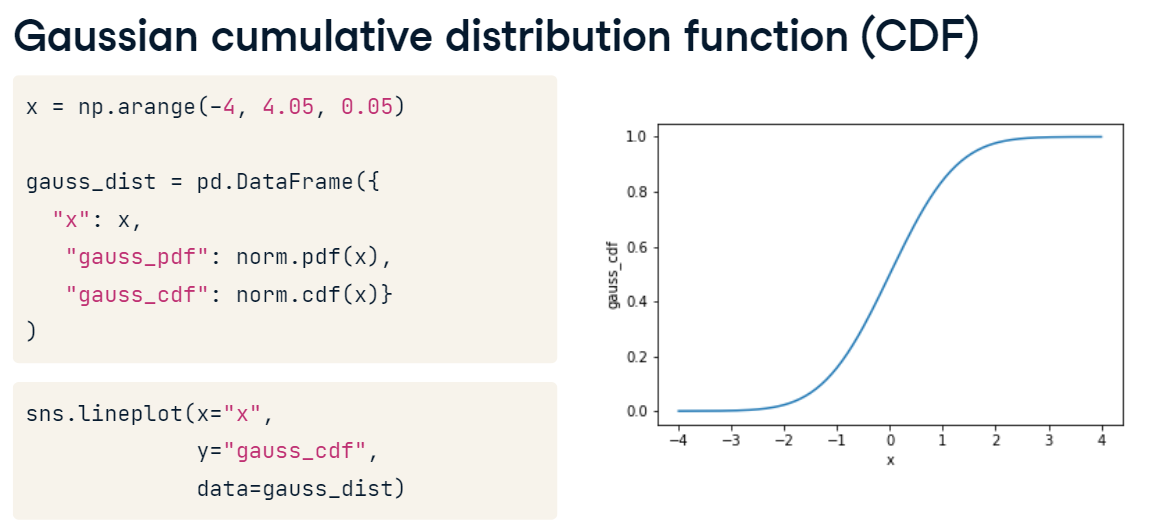 Gaussian cumulative distribution function (CDF)
x = np.arange(-4, 4.05, 0.05)
gauss_dist = pd.DataFrame({
  "x": x,
   "gauss_pdf": norm.pdf(x),
   "gauss_cdf": norm.cdf(x)}
)
sns.lineplot(x="x",
             y="gauss_cdf",
             data=gauss_dist)
1.0
0.8
0.6
0.4
0.2
0.0
gauss_cdf
−4 −3 −2 −1 0 1 2 3 4
x